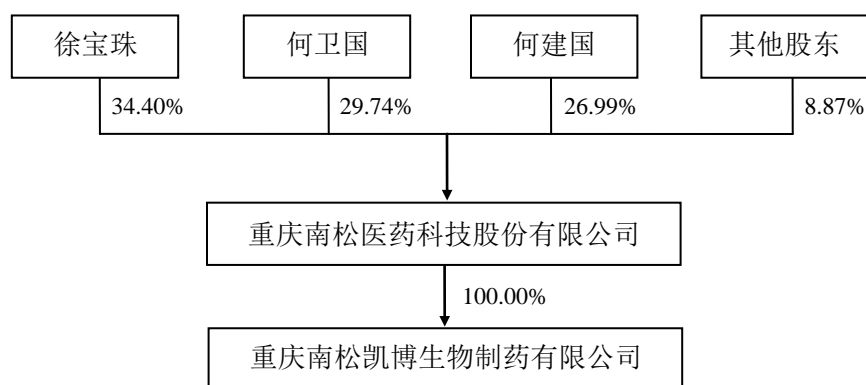 徐宝珠 何卫国 何建国 其他股东
34.40% 29.74% 26.99% 8.87%
重庆南松医药科技股份有限公司
100.00%
重庆南松凯博生物制药有限公司